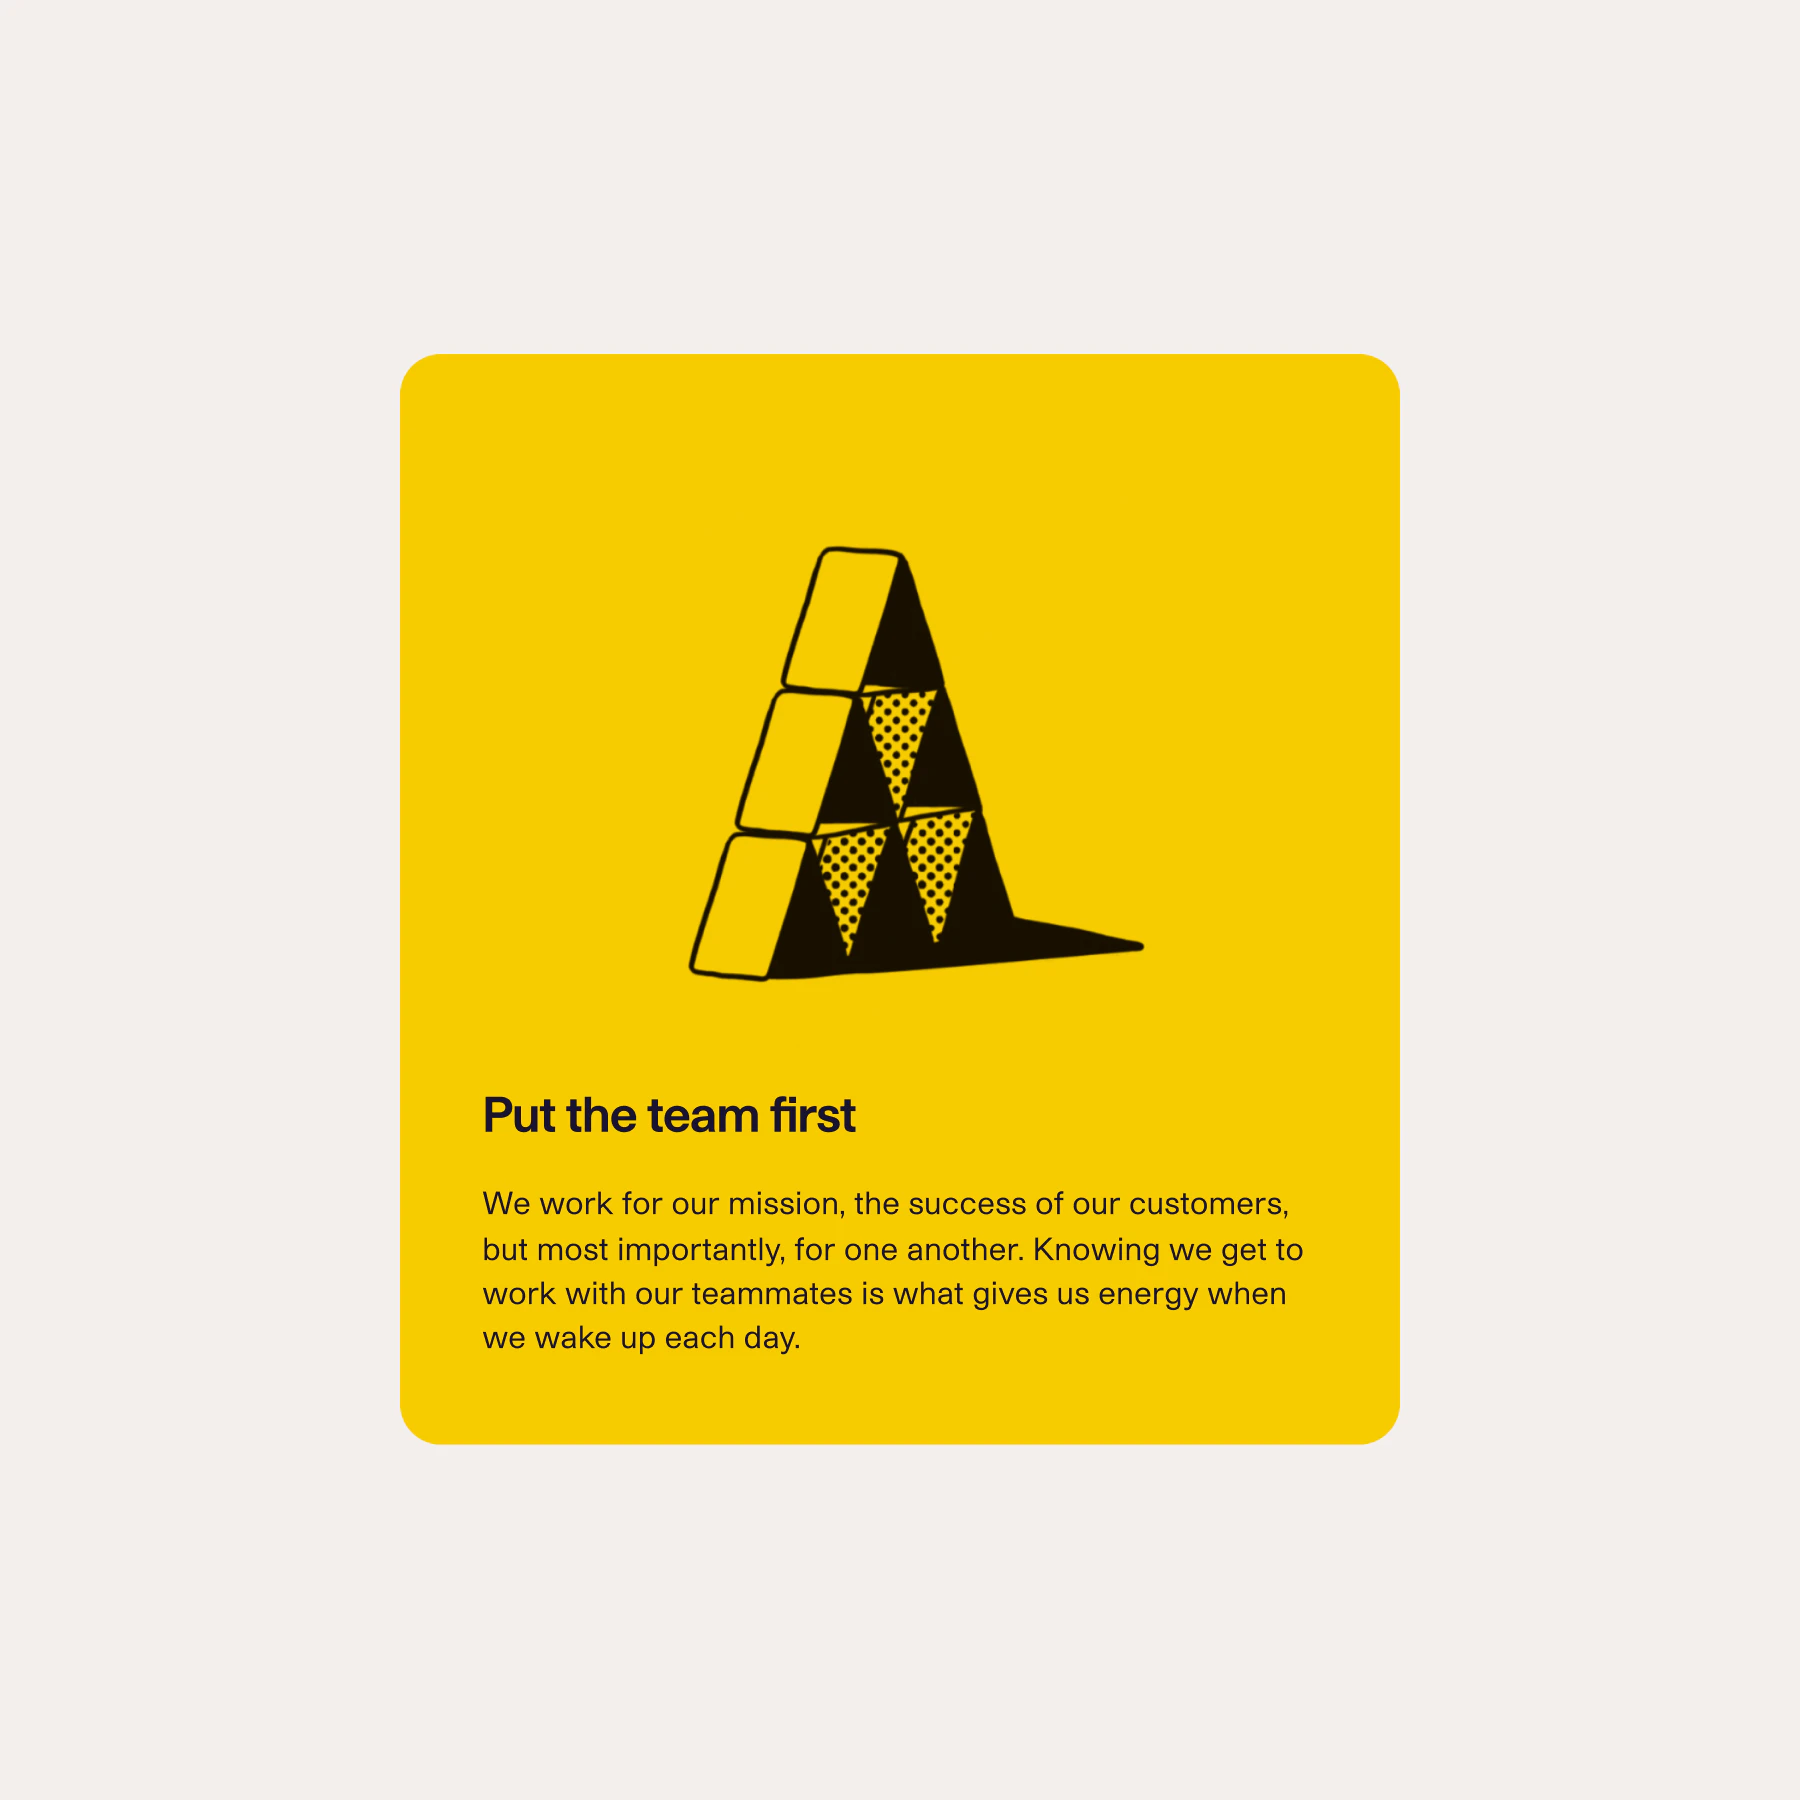 Put the team first
We work for our mission, the success of our customers,
but most importantly, for one another. Knowing we get to
work with our teammates is what gives us energy when
we wake up each day.